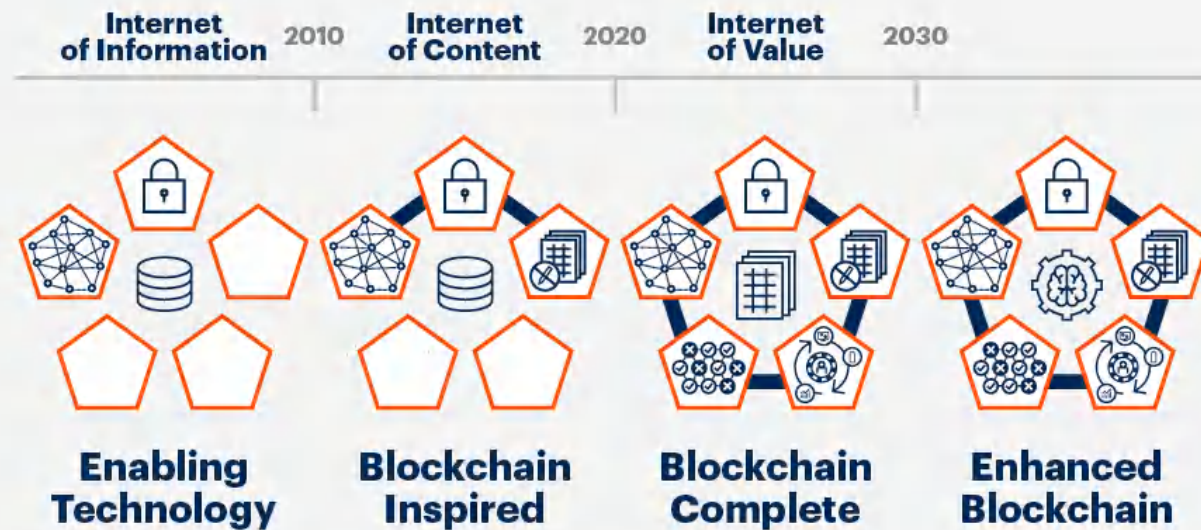 Internet
of Information
2010
Internet
of Content
2020
Internet
of Value
2030
Enabling
Technology
Blockchain
Inspired
Blockchain
Complete
Enhanced
Blockchain